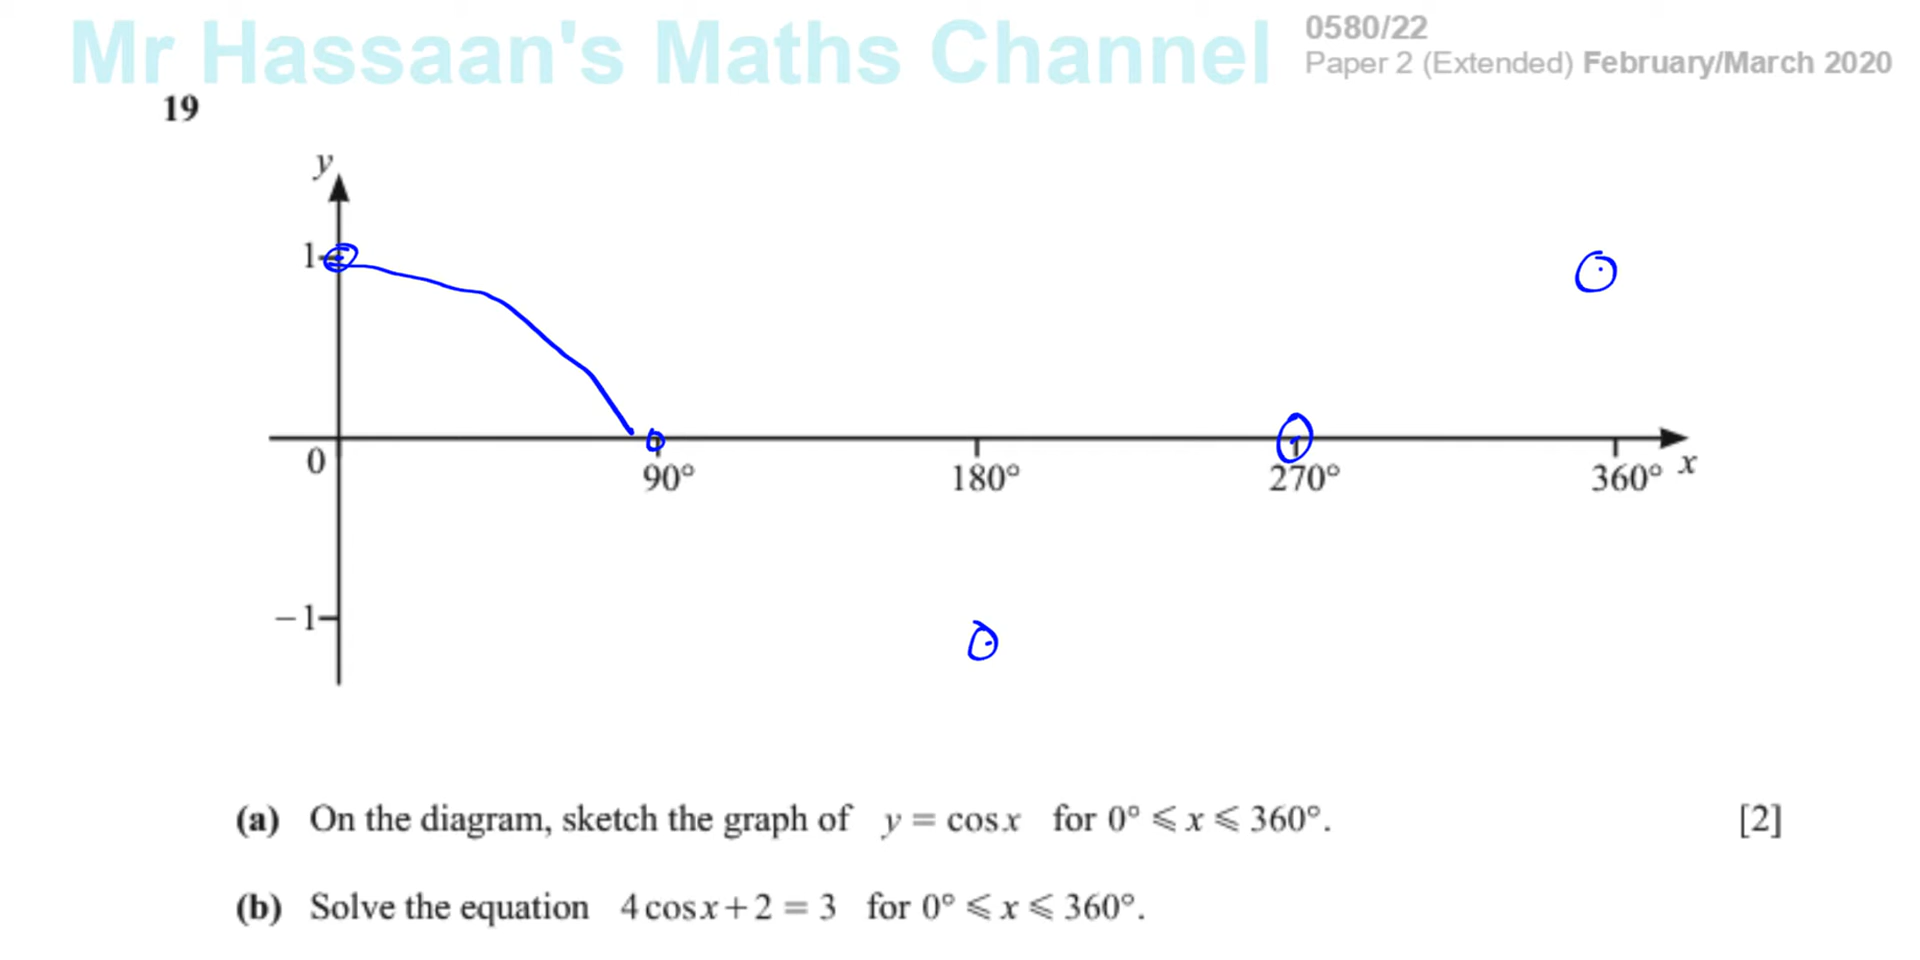 Mr Hassaan's Maths Channel
0580/22
Paper 2 (Extended) February/March 2020
19
y
1
0
90°
180°
270°
360° x
−1
(a) On the diagram, sketch the graph of y = cos x for 0° ⩽ x ⩽ 360°. [2]
(b) Solve the equation 4 cos x + 2 = 3 for 0° ⩽ x ⩽ 360°.